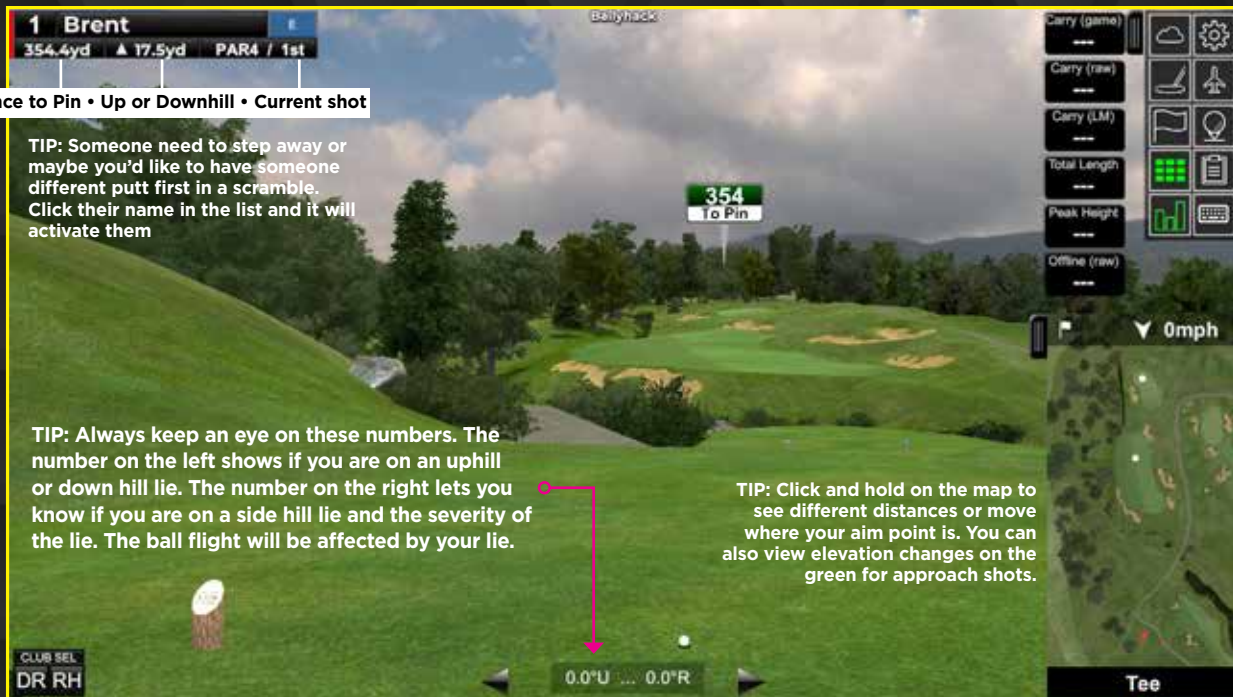 1 Brent E
354.4yd ▲ 17.5yd PAR4 / 1st
nce to Pin • Up or Downhill • Current shot
Ballyhack
TIP: Someone need to step away or
maybe you'd like to have someone
different putt first in a scramble.
Click their name in the list and it will
activate them
354
To Pin
Carry (game)
---
Carry (raw)
---
Carry (LM)
---
Total Length
---
Peak Height
---
Offline (raw)
---
0mph
TIP: Always keep an eye on these numbers. The
number on the left shows if you are on an uphill
or down hill lie. The number on the right lets you
know if you are on a side hill lie and the severity of
the lie. The ball flight will be affected by your lie.
TIP: Click and hold on the map to
see different distances or move
where your aim point is. You can
also view elevation changes on the
green for approach shots.
CLUB SEL
DR RH
0.0°U ... 0.0°R
Tee